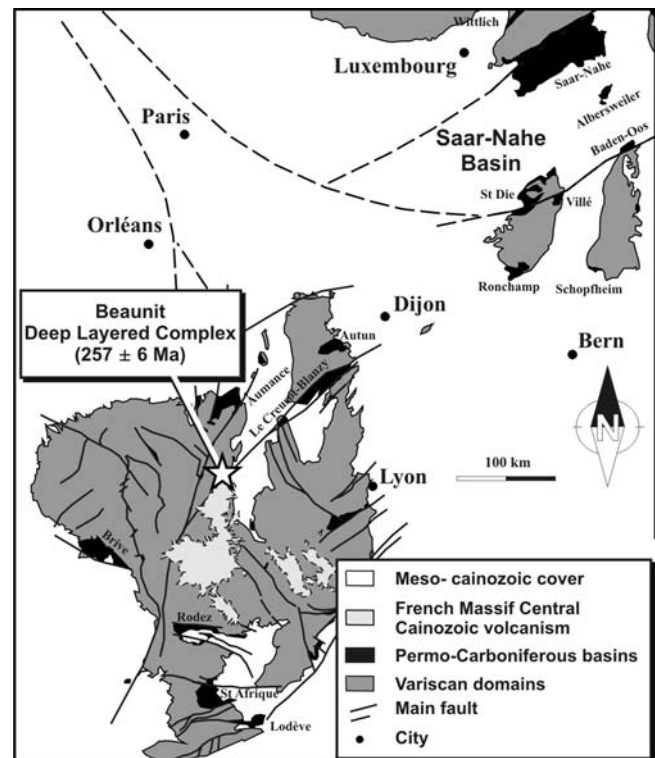 Wittlich
Luxembourg
Saar-Nahe
Albersweiler
Paris
Saar-Nahe
Basin
Baden-Oos
St Die
Villé
Orléans
Ronchamp
Schopfheim
Beaunit
Deep Layered Complex
(257 ± 6 Ma)
Dijon
Autun
Bern
Aumance
Le Creusot-Blanzy
N
100 km
Lyon
Brive
Rodez
St Afrique
Lodève
Meso- cainozoic cover
French Massif Central
Cainozoic volcanism
Permo-Carboniferous basins
Variscan domains
Main fault
City